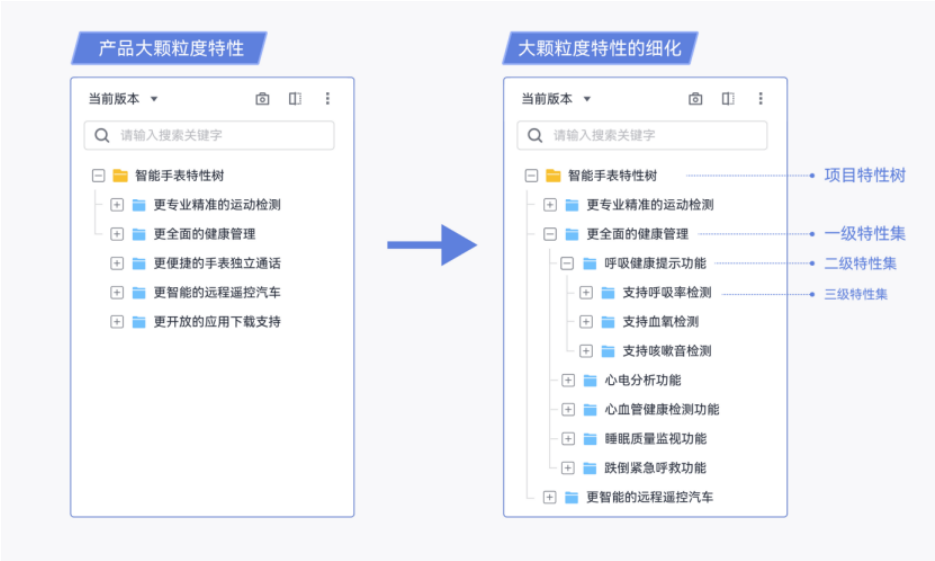 产品大颗粒度特性
当前版本
请输入搜索关键字
智能手表特性树
更专业精准的运动检测
更全面的健康管理
更便捷的手表独立通话
更智能的远程遥控汽车
更开放的应用下载支持
大颗粒度特性的细化
当前版本
请输入搜索关键字
智能手表特性树
项目特性树
更专业精准的运动检测
更全面的健康管理
一级特性集
呼吸健康提示功能
二级特性集
支持呼吸率检测
三级特性集
支持血氧检测
支持咳嗽音检测
心电分析功能
心血管健康检测功能
睡眠质量监视功能
跌倒紧急呼救功能
更智能的远程遥控汽车